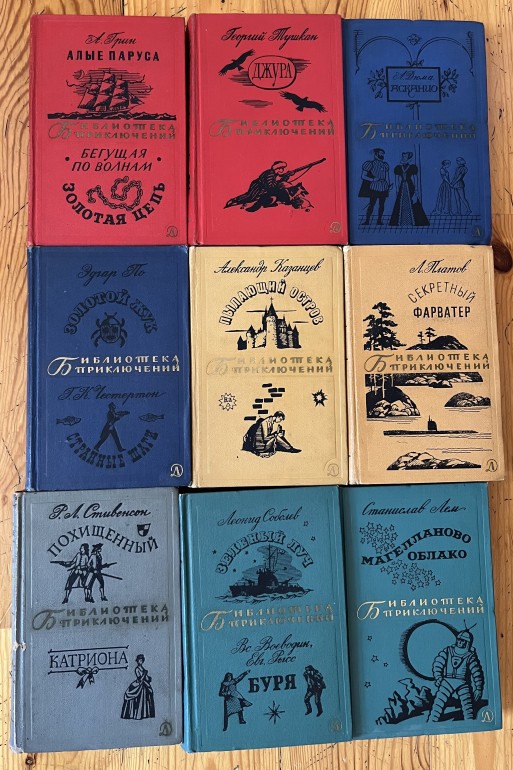 А. Грин
АЛЫЕ ПАРУСА
БИБЛИОТЕКА
ПРИКЛЮЧЕНИЙ
БЕГУЩАЯ
ПО ВОЛНАМ
ЗОЛОТАЯ ЦЕПЬ
Георгий Тушкан
ДЖУРА
БИБЛИОТЕКА
ПРИКЛЮЧЕНИЙ
Д
А. Дюма
АСКАНИО
БИБЛИОТЕКА
ПРИКЛЮЧЕНИЙ
Д
Эдгар По
ЗОЛОТОЙ ЖУК
БИБЛИОТЕКА
ПРИКЛЮЧЕНИЙ
Г. К. Честертон
СТРАННЫЕ ШАГИ
Д
Александр Казанцев
ПЫЛАЮЩИЙ ОСТРОВ
БИБЛИОТЕКА
ПРИКЛЮЧЕНИЙ
Л. Платов
СЕКРЕТНЫЙ
ФАРВАТЕР
БИБЛИОТЕКА
ПРИКЛЮЧЕНИЙ
Д
Р. Л. Стивенсон
ПОХИЩЕННЫЙ
БИБЛИОТЕКА
ПРИКЛЮЧЕНИЙ
КАТРИОНА
Д
Леонид Соболев
ЗЕЛЕНЫЙ ЛУЧ
БИБЛИОТЕКА
ПРИКЛЮЧЕНИЙ
Вс. Воеводин,
Евг. Рысс
БУРЯ
Д
Станислав Лем
МАГЕЛЛАНОВО
ОБЛАКО
БИБЛИОТЕКА
ПРИКЛЮЧЕНИЙ
Д